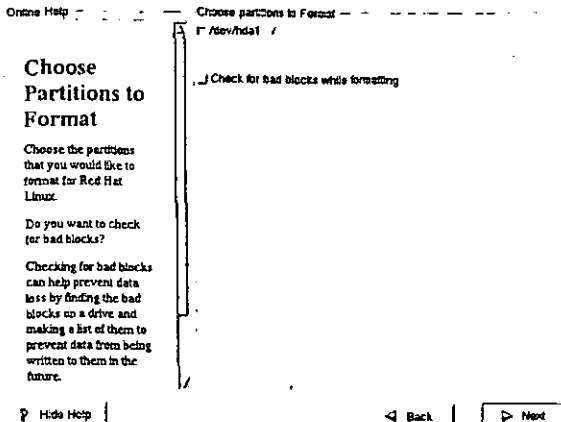 Online Help
Choose
Partitions to
Format
Choose the partitions
that you would like to
format for Red Hat
Linux.
Do you want to check
for bad blocks?
Checking for bad blocks
can help prevent data
loss by finding the bad
blocks on a drive and
making a list of them to
prevent data from being
written to them in the
future.
Choose partitions to Format
/dev/hda1 /
Check for bad blocks while formatting
? Hide Help
Back
Next